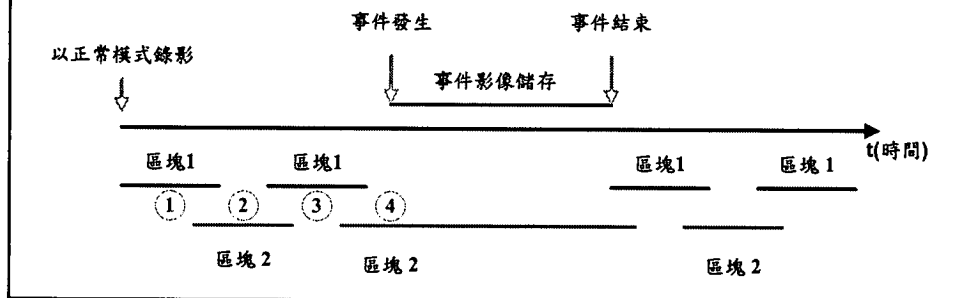 事件發生
事件結束
以正常模式錄影
事件影像儲存
t(時間)
區塊1
區塊1
區塊1
區塊 1
1
2
3
4
區塊 2
區塊 2
區塊 2